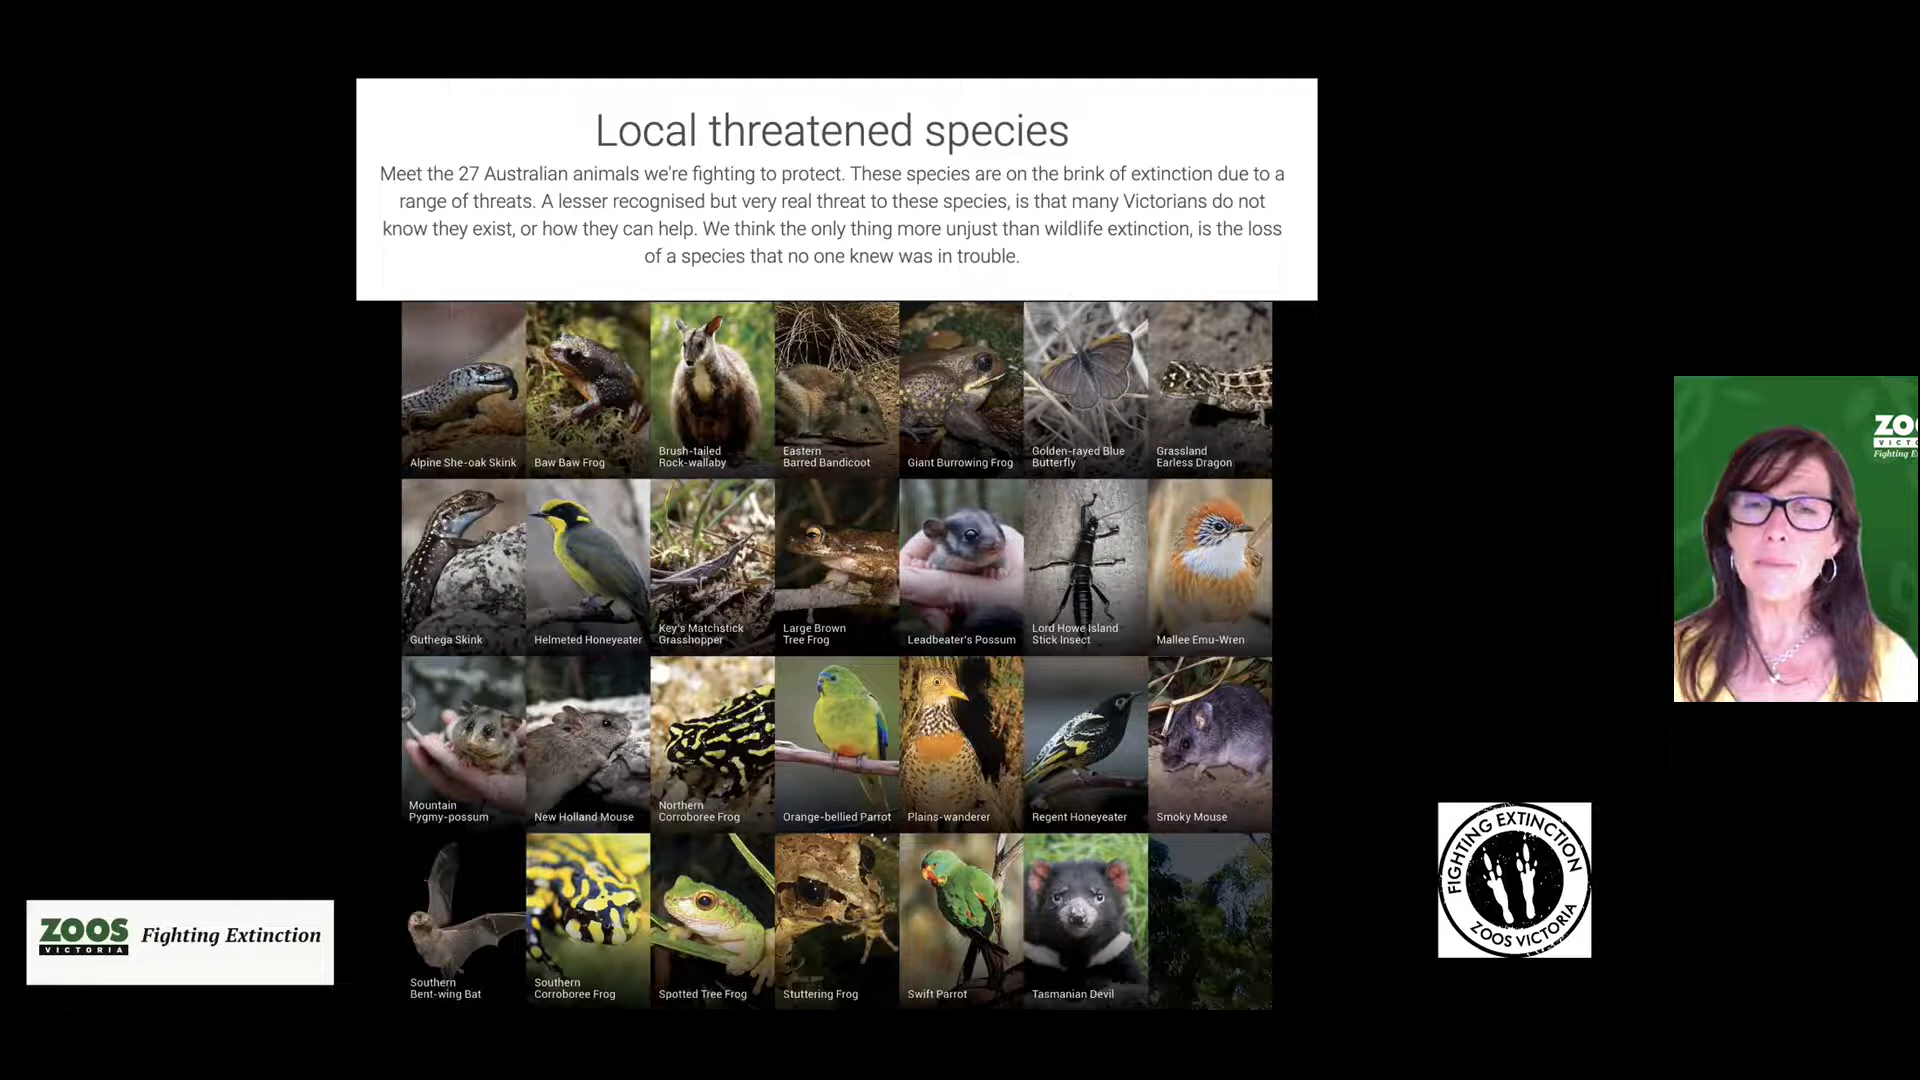 Local threatened species
Meet the 27 Australian animals we're fighting to protect. These species are on the brink of extinction due to a
range of threats. A lesser recognised but very real threat to these species, is that many Victorians do not
know they exist, or how they can help. We think the only thing more unjust than wildlife extinction, is the loss
of a species that no one knew was in trouble.
Alpine She-oak Skink
Baw Baw Frog
Brush-tailed
Rock-wallaby
Eastern
Barred Bandicoot
Giant Burrowing Frog
Golden-rayed Blue
Butterfly
Grassland
Earless Dragon
Guthega Skink
Helmeted Honeyeater
Key's Matchstick
Grasshopper
Large Brown
Tree Frog
Leadbeater's Possum
Lord Howe Island
Stick Insect
Mallee Emu-Wren
Mountain
Pygmy-possum
New Holland Mouse
Northern
Corroboree Frog
Orange-bellied Parrot
Plains-wanderer
Regent Honeyeater
Smoky Mouse
Southern
Bent-wing Bat
Southern
Corroboree Frog
Spotted Tree Frog
Stuttering Frog
Swift Parrot
Tasmanian Devil
ZOOS
VICTORIA
Fighting Extinction
ZO
VICT
Fighting E
FIGHTING EXTINCTION
ZOOS VICTORIA